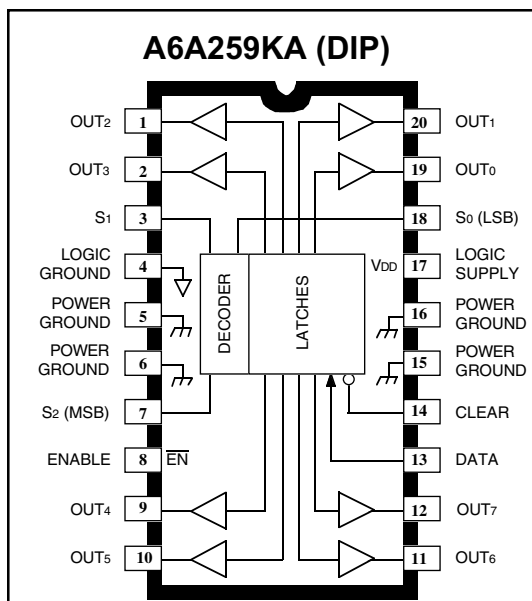 A6A259KA (DIP)
OUT2 1
20 OUT1
OUT3 2
19 OUT0
S1 3
18 S0 (LSB)
LOGIC
GROUND 4
VDD 17 LOGIC
SUPPLY
POWER
GROUND 5
16 POWER
GROUND
POWER
GROUND 6
15 POWER
GROUND
DECODER
LATCHES
S2 (MSB) 7
14 CLEAR
ENABLE 8 EN
13 DATA
OUT4 9
12 OUT7
OUT5 10
11 OUT6